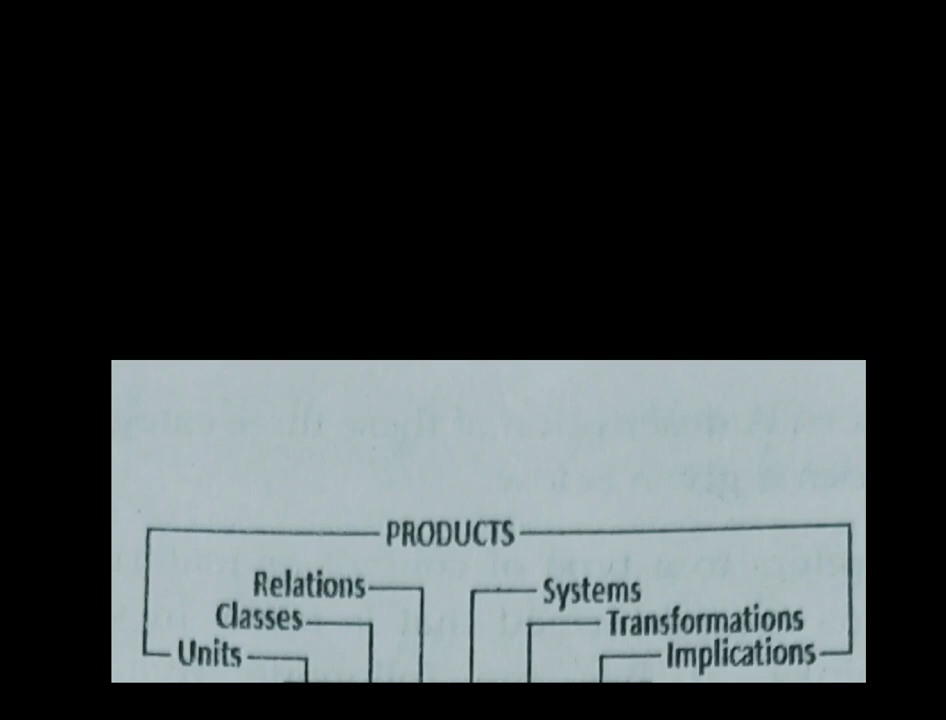 PRODUCTS
Relations
Systems
Classes
Transformations
Units
Implications